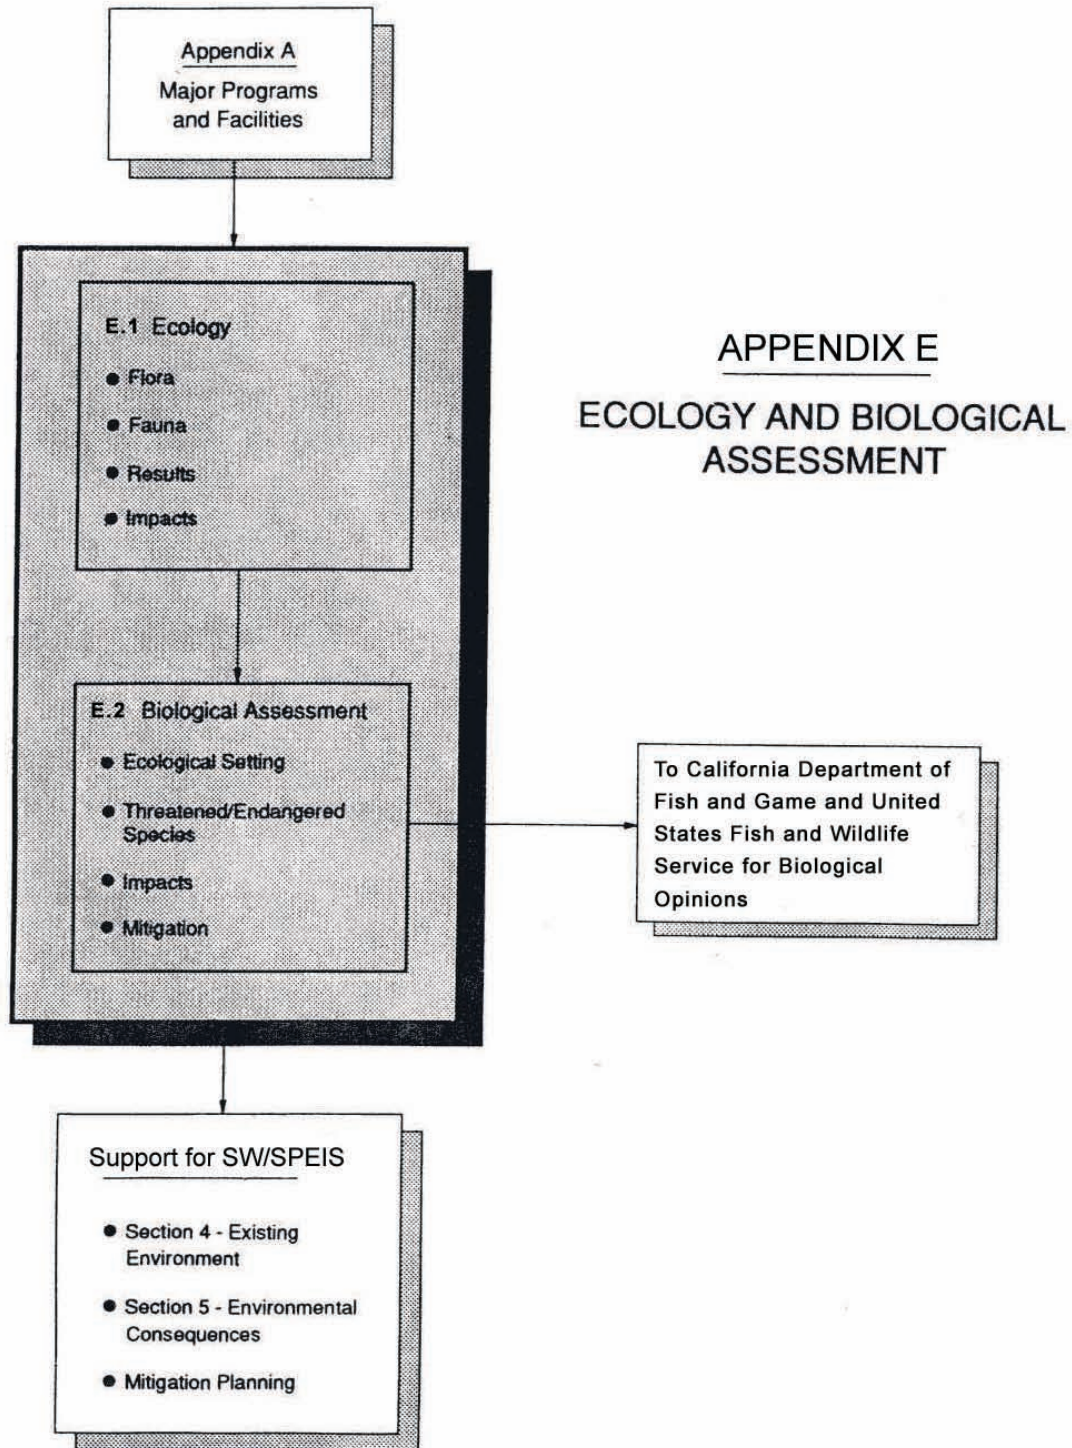 Appendix A
Major Programs
and Facilities
E.1 Ecology
● Flora
● Fauna
● Results
● Impacts
APPENDIX E
ECOLOGY AND BIOLOGICAL
ASSESSMENT
E.2 Biological Assessment
● Ecological Setting
● Threatened/Endangered
Species
● Impacts
● Mitigation
To California Department of
Fish and Game and United
States Fish and Wildlife
Service for Biological
Opinions
Support for SW/SPEIS
● Section 4 - Existing
Environment
● Section 5 - Environmental
Consequences
● Mitigation Planning